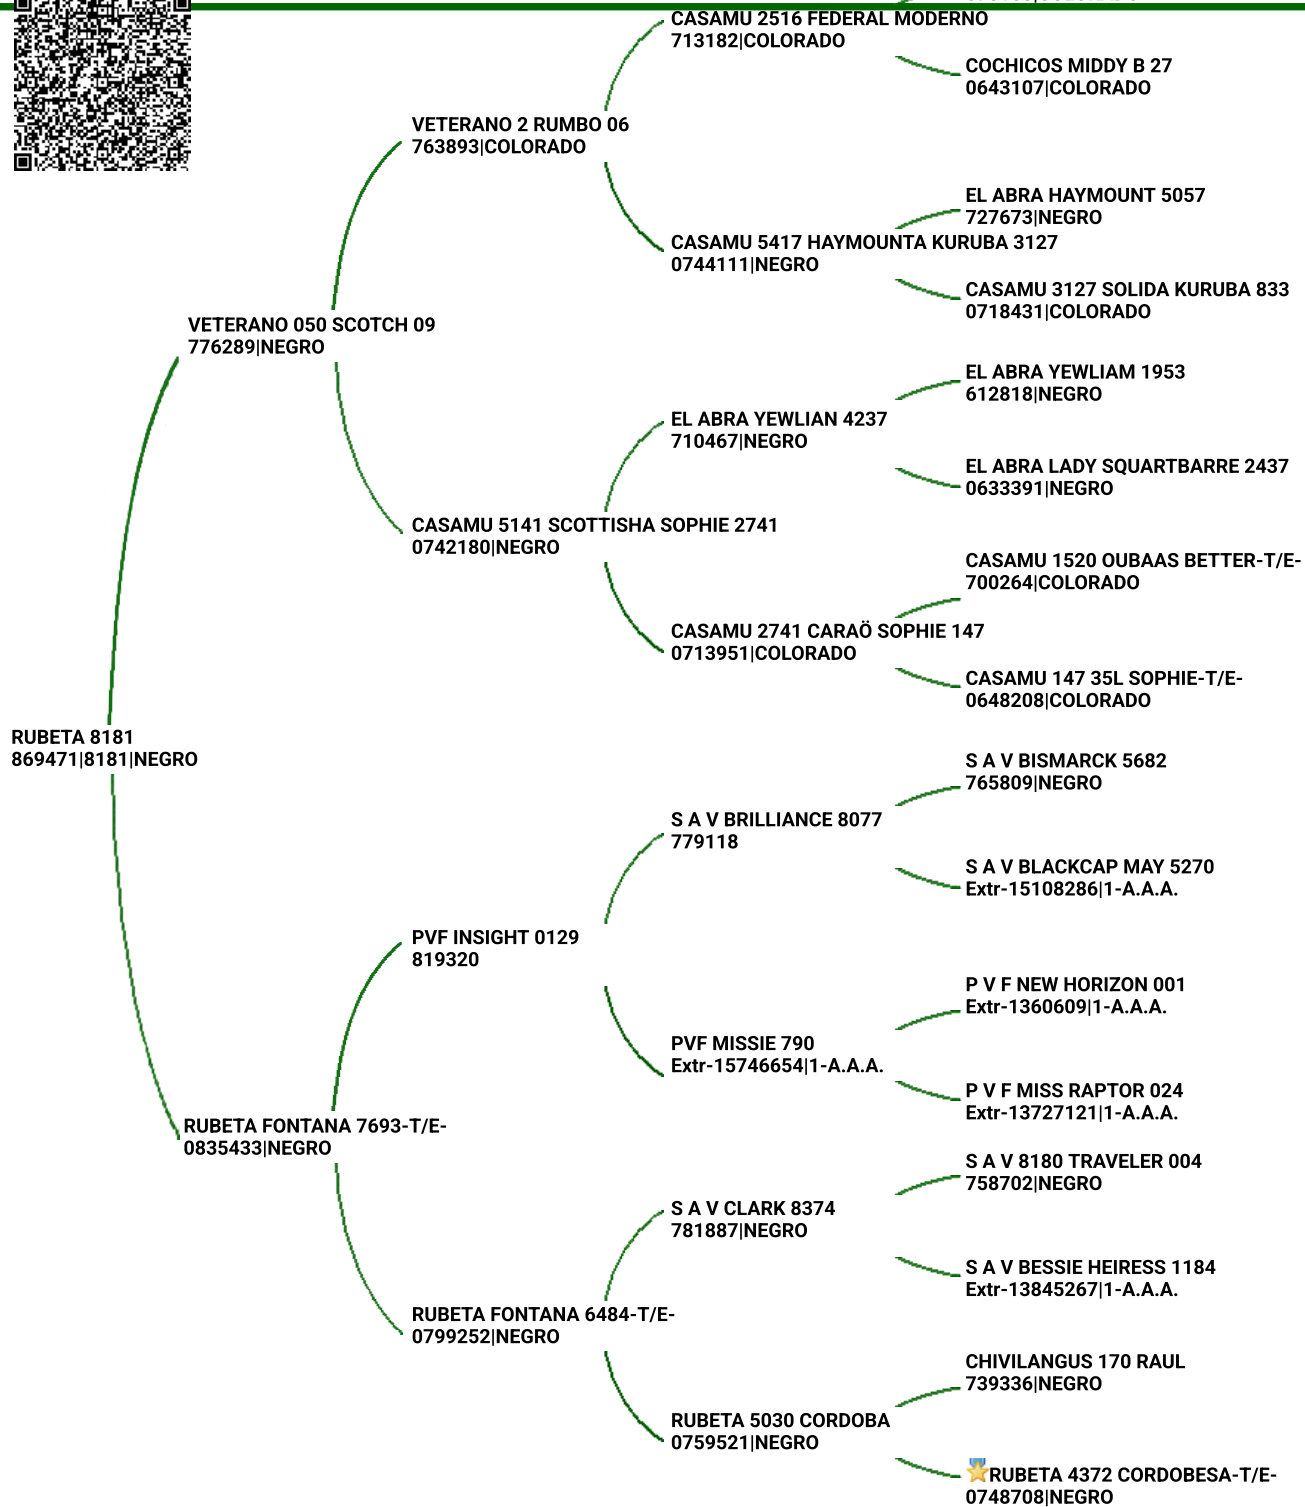 CASAMU 2516 FEDERAL MODERNO
713182|COLORADO
COCHICOS MIDDY B 27
0643107|COLORADO
VETERANO 2 RUMBO 06
763893|COLORADO
EL ABRA HAYMOUNT 5057
727673|NEGRO
CASAMU 5417 HAYMOUNTA KURUBA 3127
0744111|NEGRO
CASAMU 3127 SOLIDA KURUBA 833
0718431|COLORADO
VETERANO 050 SCOTCH 09
776289|NEGRO
EL ABRA YEWLIAM 1953
612818|NEGRO
EL ABRA YEWLIAN 4237
710467|NEGRO
EL ABRA LADY SQUARTBARRE 2437
0633391|NEGRO
CASAMU 5141 SCOTTISHA SOPHIE 2741
0742180|NEGRO
CASAMU 1520 OUBAAS BETTER-T/E-
700264|COLORADO
CASAMU 2741 CARAÖ SOPHIE 147
0713951|COLORADO
CASAMU 147 35L SOPHIE-T/E-
0648208|COLORADO
RUBETA 8181
869471|8181|NEGRO
S A V BISMARCK 5682
765809|NEGRO
S A V BRILLIANCE 8077
779118
S A V BLACKCAP MAY 5270
Extr-15108286|1-A.A.A.
PVF INSIGHT 0129
819320
P V F NEW HORIZON 001
Extr-1360609|1-A.A.A.
PVF MISSIE 790
Extr-15746654|1-A.A.A.
P V F MISS RAPTOR 024
Extr-13727121|1-A.A.A.
RUBETA FONTANA 7693-T/E-
0835433|NEGRO
S A V 8180 TRAVELER 004
758702|NEGRO
S A V CLARK 8374
781887|NEGRO
S A V BESSIE HEIRESS 1184
Extr-13845267|1-A.A.A.
RUBETA FONTANA 6484-T/E-
0799252|NEGRO
CHIVILANGUS 170 RAUL
739336|NEGRO
RUBETA 5030 CORDOBA
0759521|NEGRO
RUBETA 4372 CORDOBESA-T/E-
0748708|NEGRO